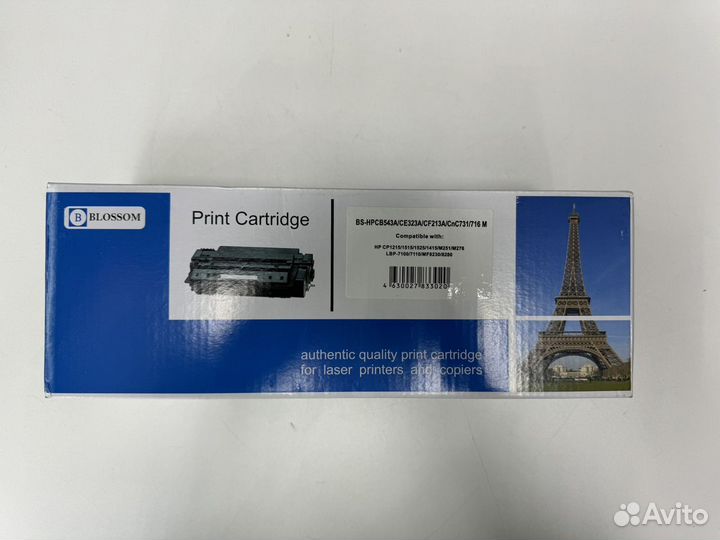 B BLOSSOM
Print Cartridge
BS-HPCB543A/CE323A/CF213A/CnC731/716 M
Compatible with:
HP CP1215/1515/1525/1415/M251/M276
LBP-7100/7110/MF8230/8280
4 630027 833020
authentic quality print cartridge
for laser printers and copiers
Avito